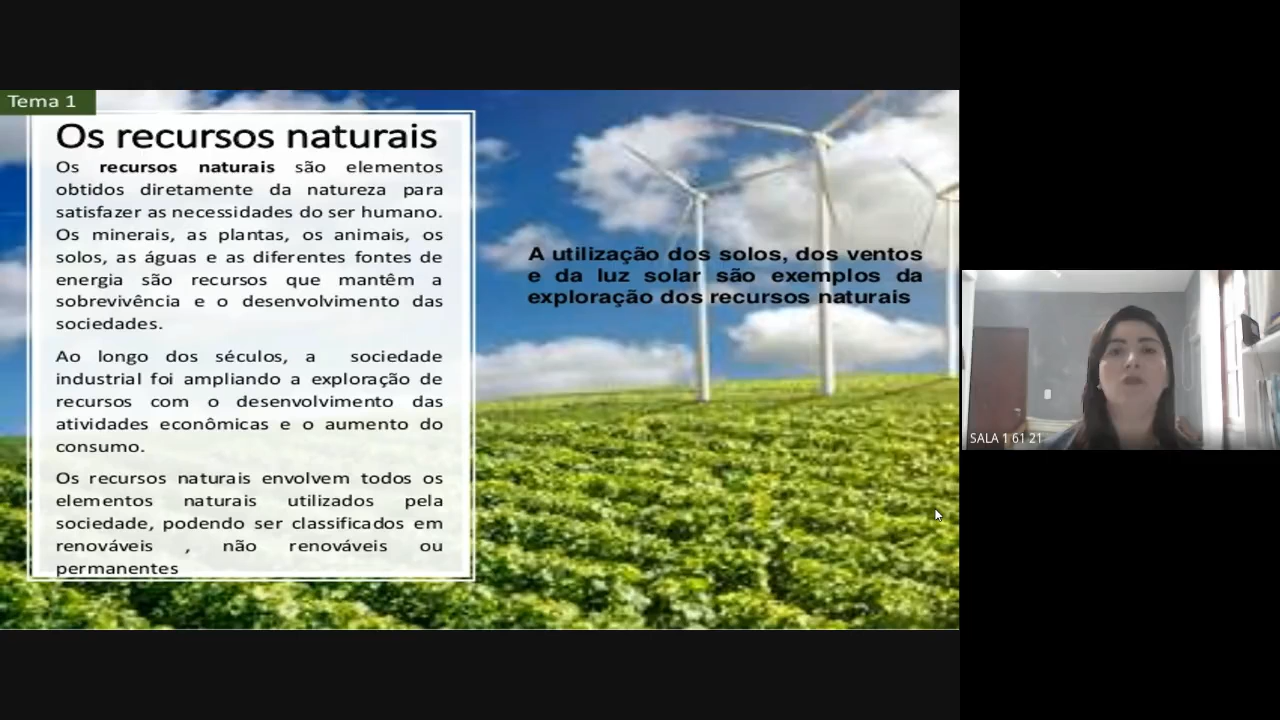 Tema 1
Os recursos naturais
Os recursos naturais são elementos
obtidos diretamente da natureza para
satisfazer as necessidades do ser humano.
Os minerais, as plantas, os animais, os
solos, as águas e as diferentes fontes de
energia são recursos que mantêm a
sobrevivência e o desenvolvimento das
sociedades.
Ao longo dos séculos, a sociedade
industrial foi ampliando a exploração de
recursos com o desenvolvimento das
atividades econômicas e o aumento do
consumo.
Os recursos naturais envolvem todos os
elementos naturais utilizados pela
sociedade, podendo ser classificados em
renováveis , não renováveis ou
permanentes
A utilização dos solos, dos ventos
e da luz solar são exemplos da
exploração dos recursos naturais
SALA 1 61 21